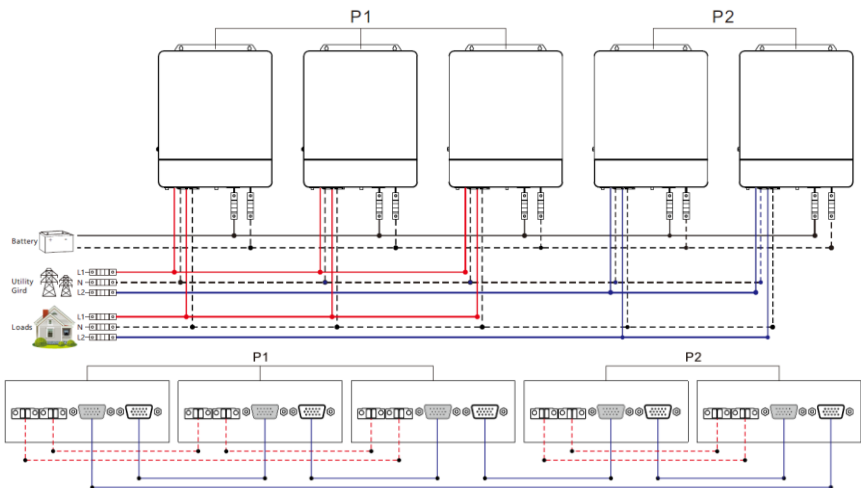 P1 P2
Battery
L1
Utility N
Gird L2
L1
Loads N
L2
P1 P2